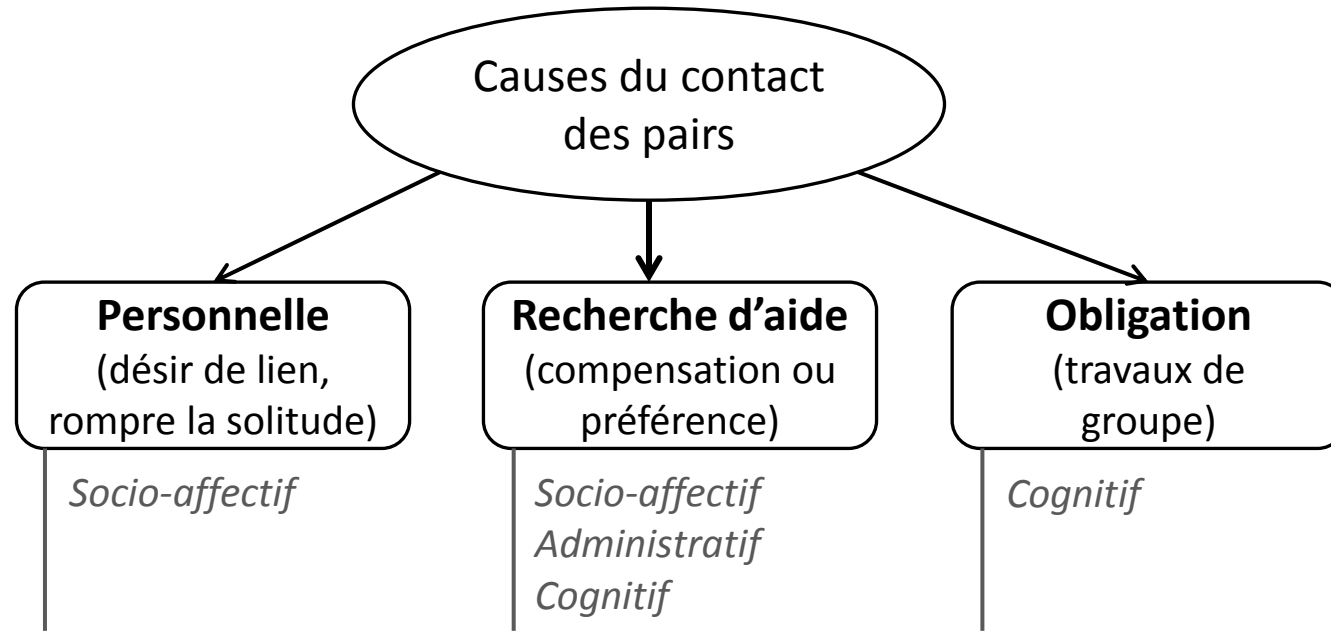 Causes du contact
des pairs
Personnelle
(désir de lien,
rompre la solitude)
Recherche d’aide
(compensation ou
préférence)
Obligation
(travaux de
groupe)
Socio-affectif
Socio-affectif
Administratif
Cognitif
Cognitif